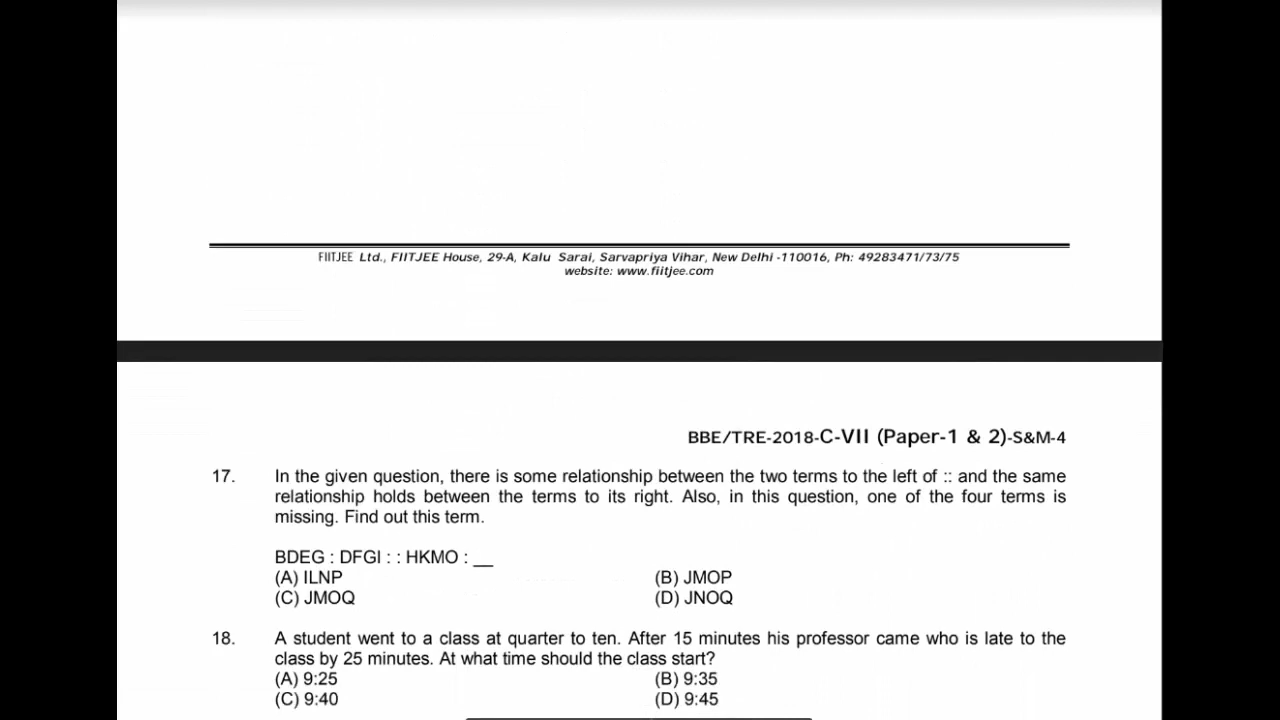 FIITJEE Ltd., FIITJEE House, 29-A, Kalu Sarai, Sarvapriya Vihar, New Delhi -110016, Ph: 49283471/73/75
website: www.fiitjee.com
BBE/TRE-2018-C-VII (Paper-1 & 2)-S&M-4
17. In the given question, there is some relationship between the two terms to the left of :: and the same
relationship holds between the terms to its right. Also, in this question, one of the four terms is
missing. Find out this term.
BDEG : DFGI : : HKMO : __
(A) ILNP (B) JMOP
(C) JMOQ (D) JNOQ
18. A student went to a class at quarter to ten. After 15 minutes his professor came who is late to the
class by 25 minutes. At what time should the class start?
(A) 9:25 (B) 9:35
(C) 9:40 (D) 9:45